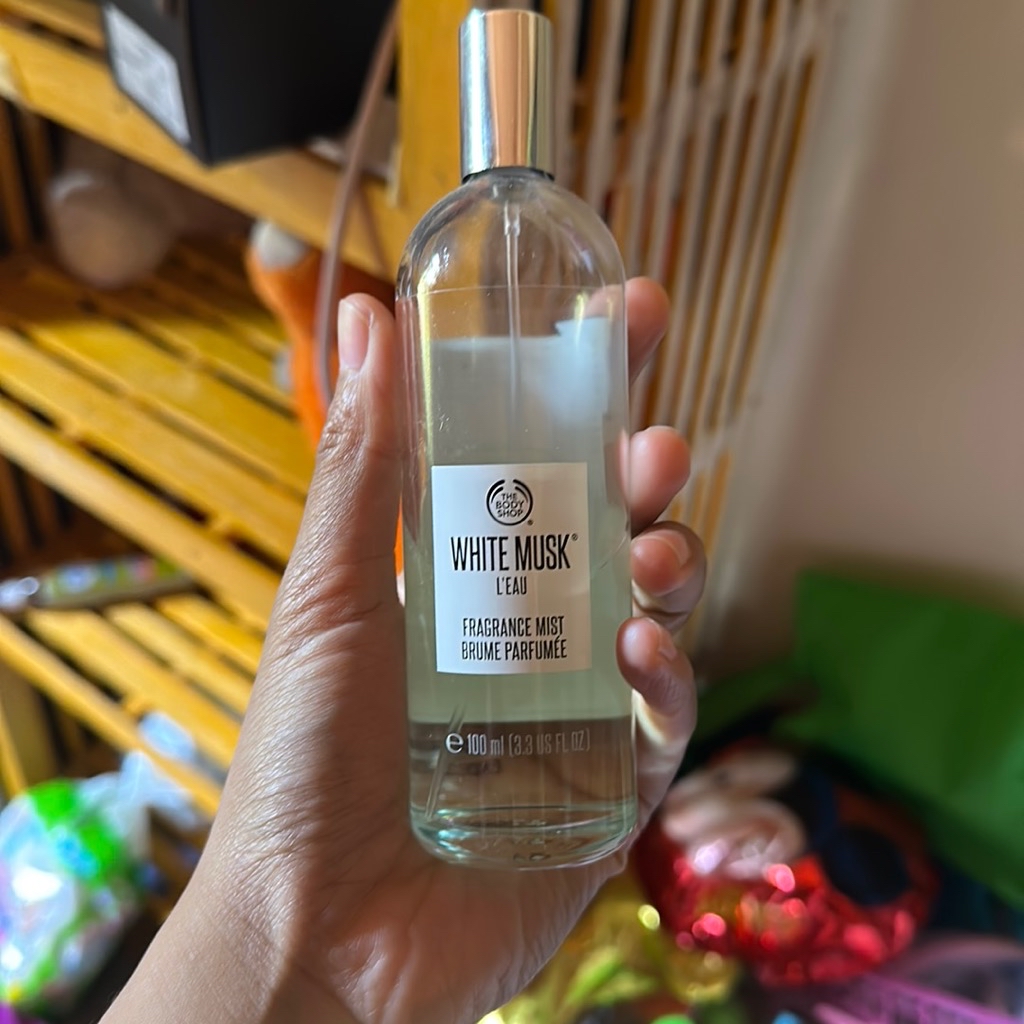 THE
BODY
SHOP
®
WHITE MUSK®
L'EAU
FRAGRANCE MIST
BRUME PARFUMÉE
e 100 ml (3.3 US FL OZ)